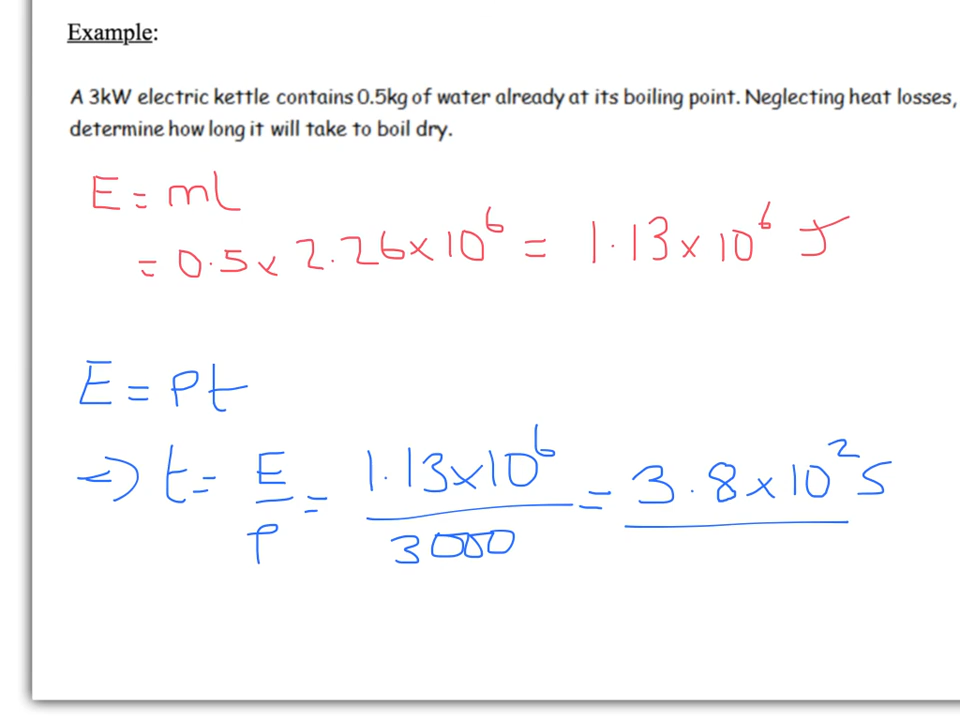 Example:
A 3kW electric kettle contains 0.5kg of water already at its boiling point. Neglecting heat losses,
determine how long it will take to boil dry.
E = ml
= 0.5 x 2.26 x 10⁶ = 1.13 x 10⁶ J
E = Pt
=> t = E/P = 1.13 x 10⁶/3000 = 3.8 x 10² s